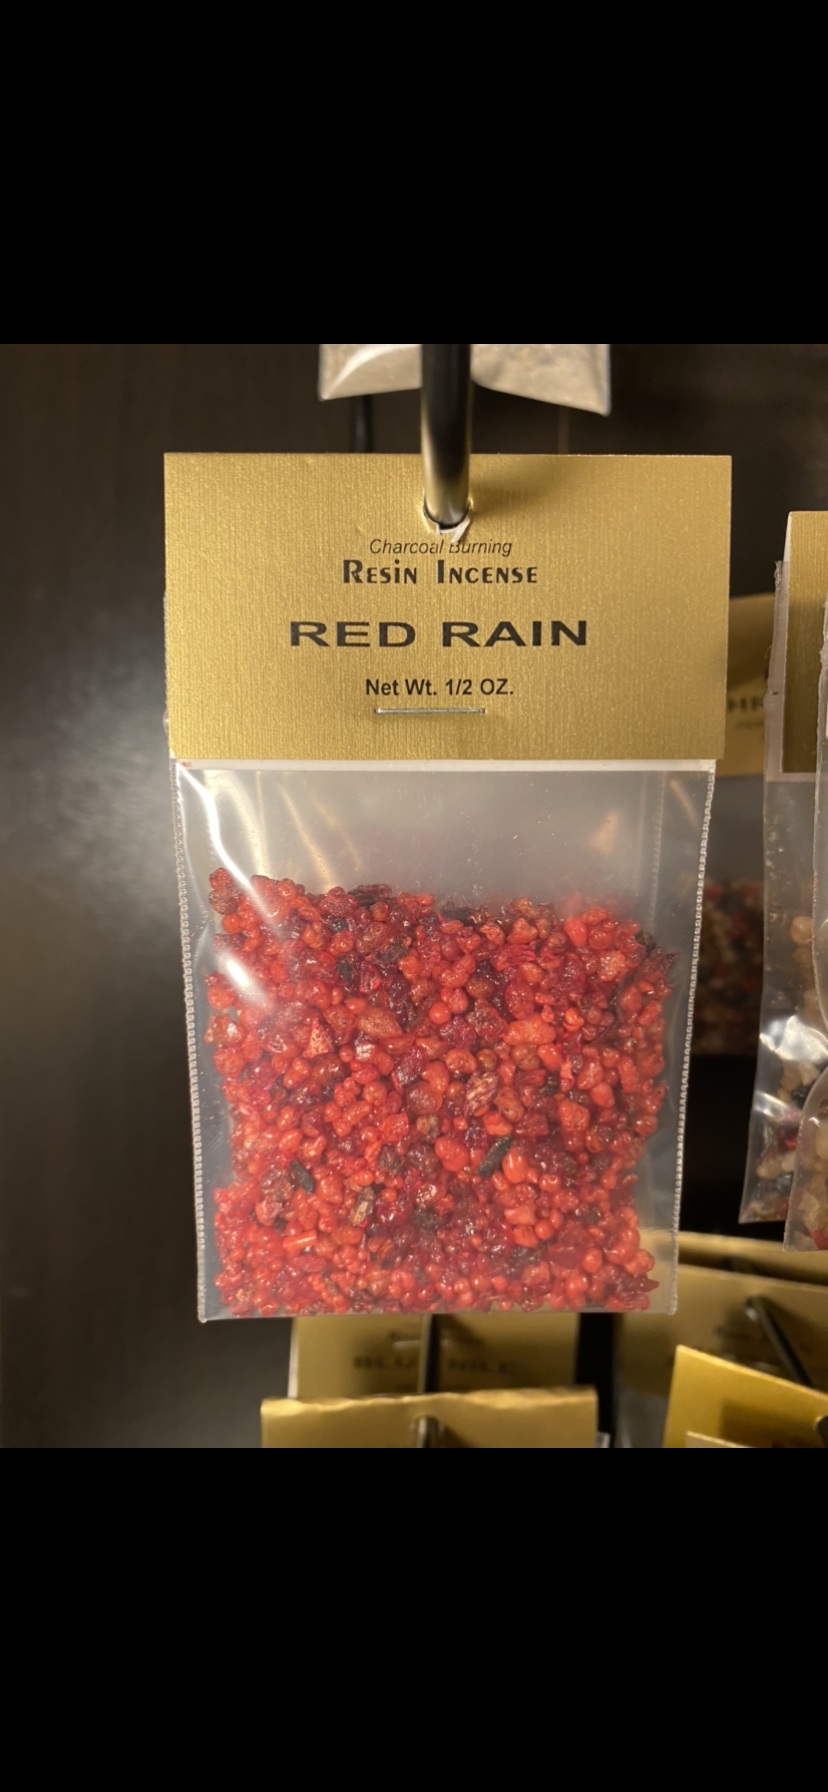 Charcoal Burning
Resin Incense
RED RAIN
Net Wt. 1/2 OZ.